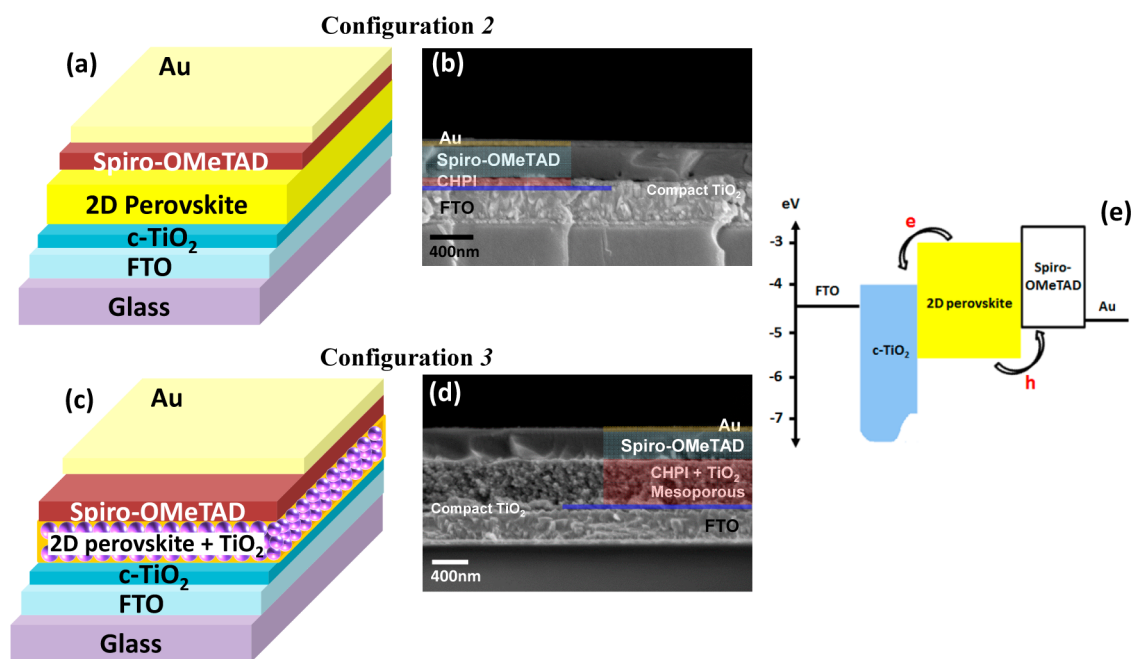 Configuration 2
(a)
Au
Spiro-OMeTAD
2D Perovskite
c-TiO₂
FTO
Glass
(b)
Au
Spiro-OMeTAD
CHPI
Compact TiO₂
FTO
400nm
Configuration 3
(c)
Au
Spiro-OMeTAD
2D perovskite + TiO₂
c-TiO₂
FTO
Glass
(d)
Au
Spiro-OMeTAD
CHPI + TiO₂
Mesoporous
Compact TiO₂
FTO
400nm
(e)
eV
-3
-4
-5
-6
-7
FTO
c-TiO₂
e
2D perovskite
h
Spiro-
OMeTAD
Au